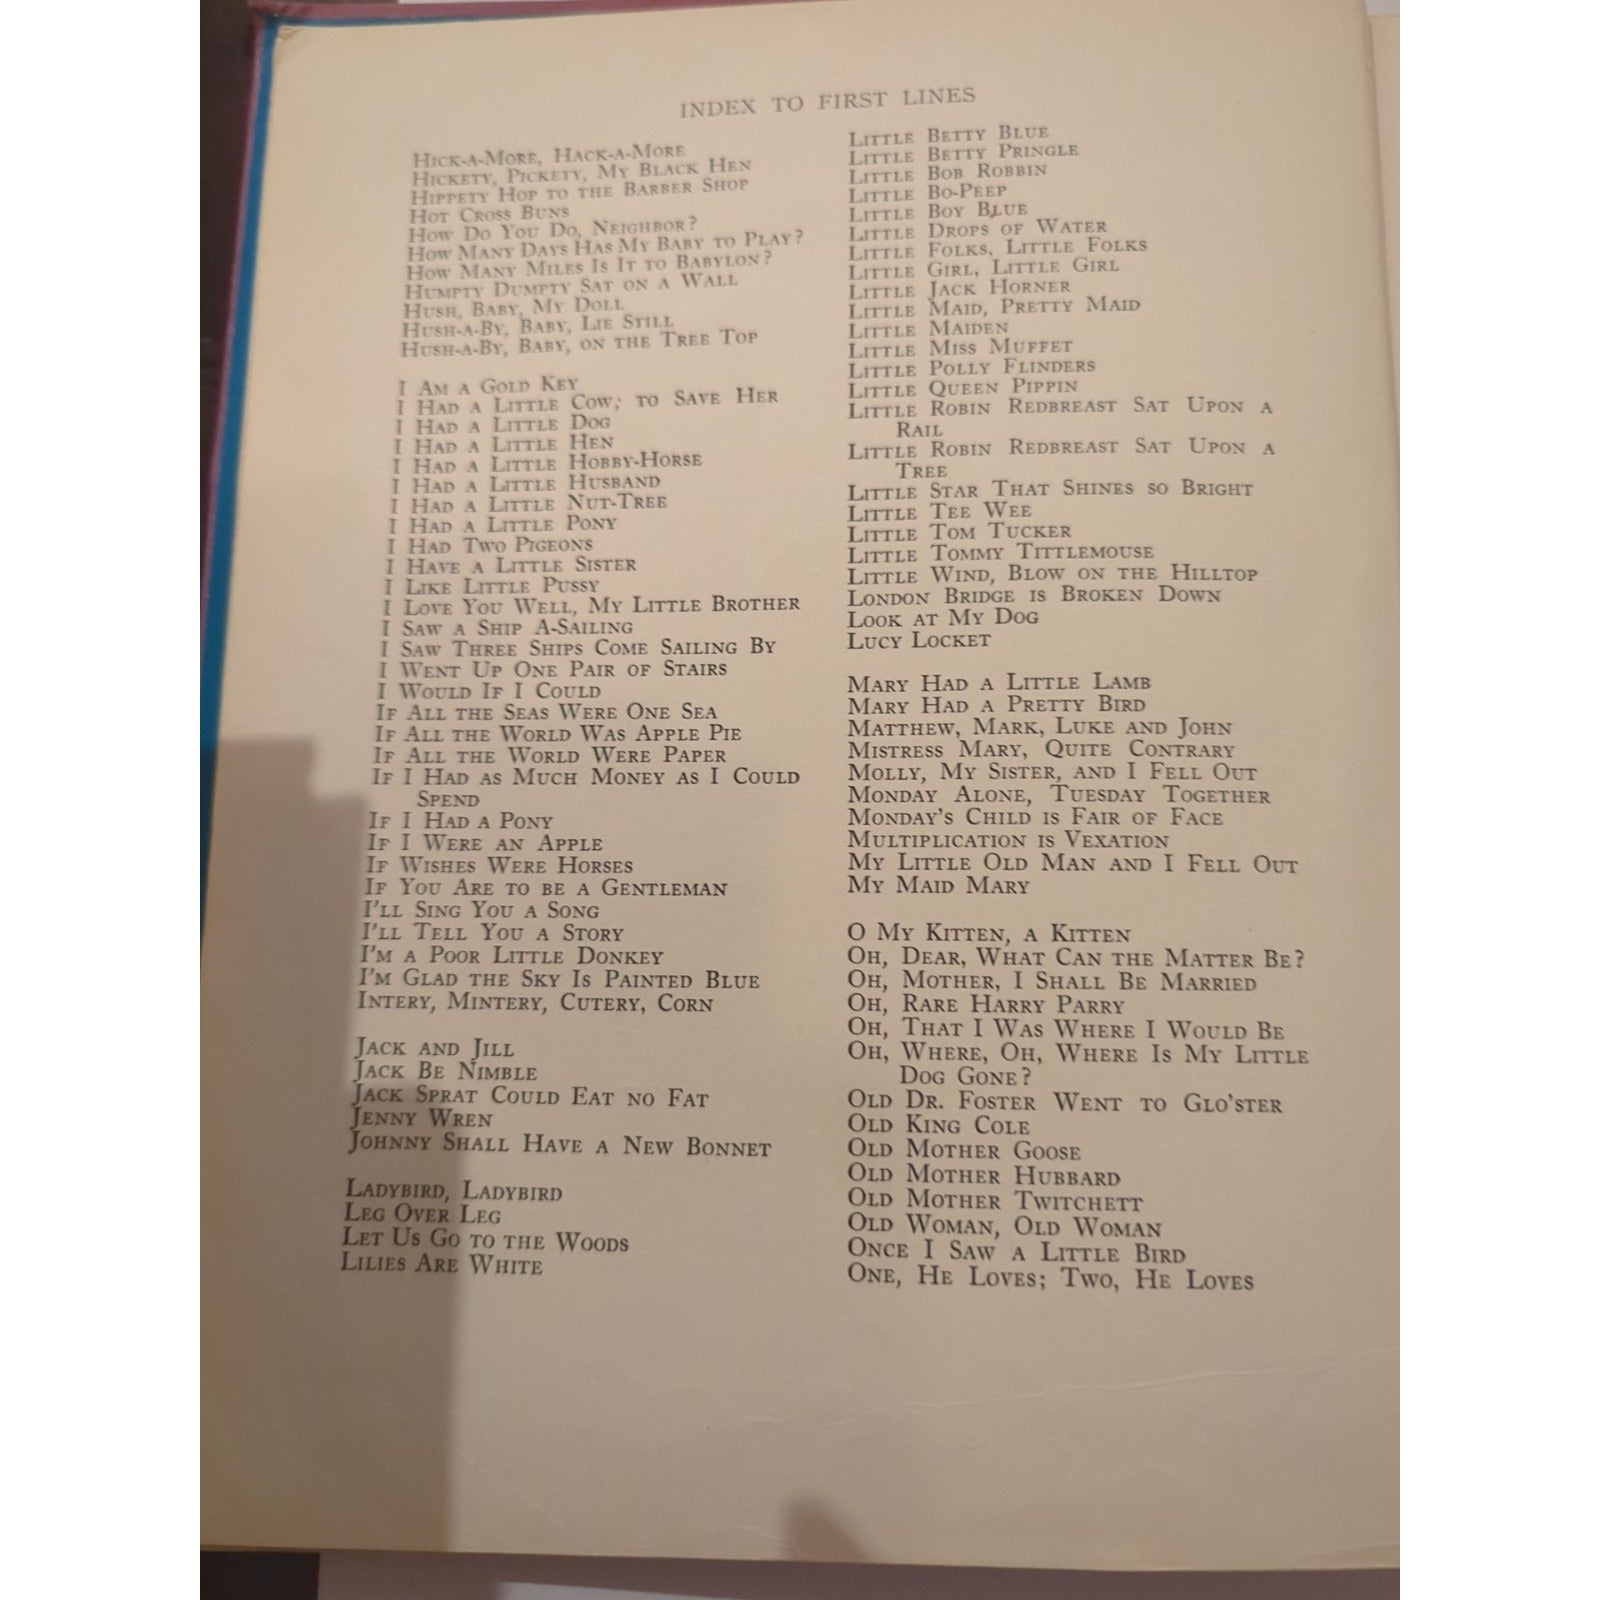 INDEX TO FIRST LINES
HICK-A-MORE, HACK-A-MORE
HICKETY, PICKETY, MY BLACK HEN
HIPPETY HOP TO THE BARBER SHOP
HOT CROSS BUNS
HOW DO YOU DO, NEIGHBOR?
HOW MANY DAYS HAS MY BABY TO PLAY?
HOW MANY MILES IS IT TO BABYLON?
HUMPTY DUMPTY SAT ON A WALL
HUSH, BABY, MY DOLL
HUSH-A-BY, BABY, LIE STILL
HUSH-A-BY, BABY, ON THE TREE TOP
I AM A GOLD KEY
I HAD A LITTLE COW; TO SAVE HER
I HAD A LITTLE DOG
I HAD A LITTLE HEN
I HAD A LITTLE HOBBY-HORSE
I HAD A LITTLE HUSBAND
I HAD A LITTLE NUT-TREE
I HAD A LITTLE PONY
I HAD TWO PIGEONS
I HAVE A LITTLE SISTER
I LIKE LITTLE PUSSY
I LOVE YOU WELL, MY LITTLE BROTHER
I SAW A SHIP A-SAILING
I SAW THREE SHIPS COME SAILING BY
I WENT UP ONE PAIR OF STAIRS
I WOULD IF I COULD
IF ALL THE SEAS WERE ONE SEA
IF ALL THE WORLD WAS APPLE PIE
IF ALL THE WORLD WERE PAPER
IF I HAD AS MUCH MONEY AS I COULD
SPEND
IF I HAD A PONY
IF I WERE AN APPLE
IF WISHES WERE HORSES
IF YOU ARE TO BE A GENTLEMAN
I'LL SING YOU A SONG
I'LL TELL YOU A STORY
I'M A POOR LITTLE DONKEY
I'M GLAD THE SKY IS PAINTED BLUE
INTERY, MINTERY, CUTERY, CORN
JACK AND JILL
JACK BE NIMBLE
JACK SPRAT COULD EAT NO FAT
JENNY WREN
JOHNNY SHALL HAVE A NEW BONNET
LADYBIRD, LADYBIRD
LEG OVER LEG
LET US GO TO THE WOODS
LILIES ARE WHITE
LITTLE BETTY BLUE
LITTLE BETTY PRINGLE
LITTLE BOB ROBBIN
LITTLE BO-PEEP
LITTLE BOY BLUE
LITTLE DROPS OF WATER
LITTLE FOLKS, LITTLE FOLKS
LITTLE GIRL, LITTLE GIRL
LITTLE JACK HORNER
LITTLE MAID, PRETTY MAID
LITTLE MAIDEN
LITTLE MISS MUFFET
LITTLE POLLY FLINDERS
LITTLE QUEEN PIPPIN
LITTLE ROBIN REDBREAST SAT UPON A
RAIL
LITTLE ROBIN REDBREAST SAT UPON A
TREE
LITTLE STAR THAT SHINES SO BRIGHT
LITTLE TEE WEE
LITTLE TOM TUCKER
LITTLE TOMMY TITTLEMOUSE
LITTLE WIND, BLOW ON THE HILLTOP
LONDON BRIDGE IS BROKEN DOWN
LOOK AT MY DOG
LUCY LOCKET
MARY HAD A LITTLE LAMB
MARY HAD A PRETTY BIRD
MATTHEW, MARK, LUKE AND JOHN
MISTRESS MARY, QUITE CONTRARY
MOLLY, MY SISTER, AND I FELL OUT
MONDAY ALONE, TUESDAY TOGETHER
MONDAY'S CHILD IS FAIR OF FACE
MULTIPLICATION IS VEXATION
MY LITTLE OLD MAN AND I FELL OUT
MY MAID MARY
O MY KITTEN, A KITTEN
OH, DEAR, WHAT CAN THE MATTER BE?
OH, MOTHER, I SHALL BE MARRIED
OH, RARE HARRY PARRY
OH, THAT I WAS WHERE I WOULD BE
OH, WHERE, OH, WHERE IS MY LITTLE
DOG GONE?
OLD DR. FOSTER WENT TO GLO'STER
OLD KING COLE
OLD MOTHER GOOSE
OLD MOTHER HUBBARD
OLD MOTHER TWITCHETT
OLD WOMAN, OLD WOMAN
ONCE I SAW A LITTLE BIRD
ONE, HE LOVES; TWO, HE LOVES